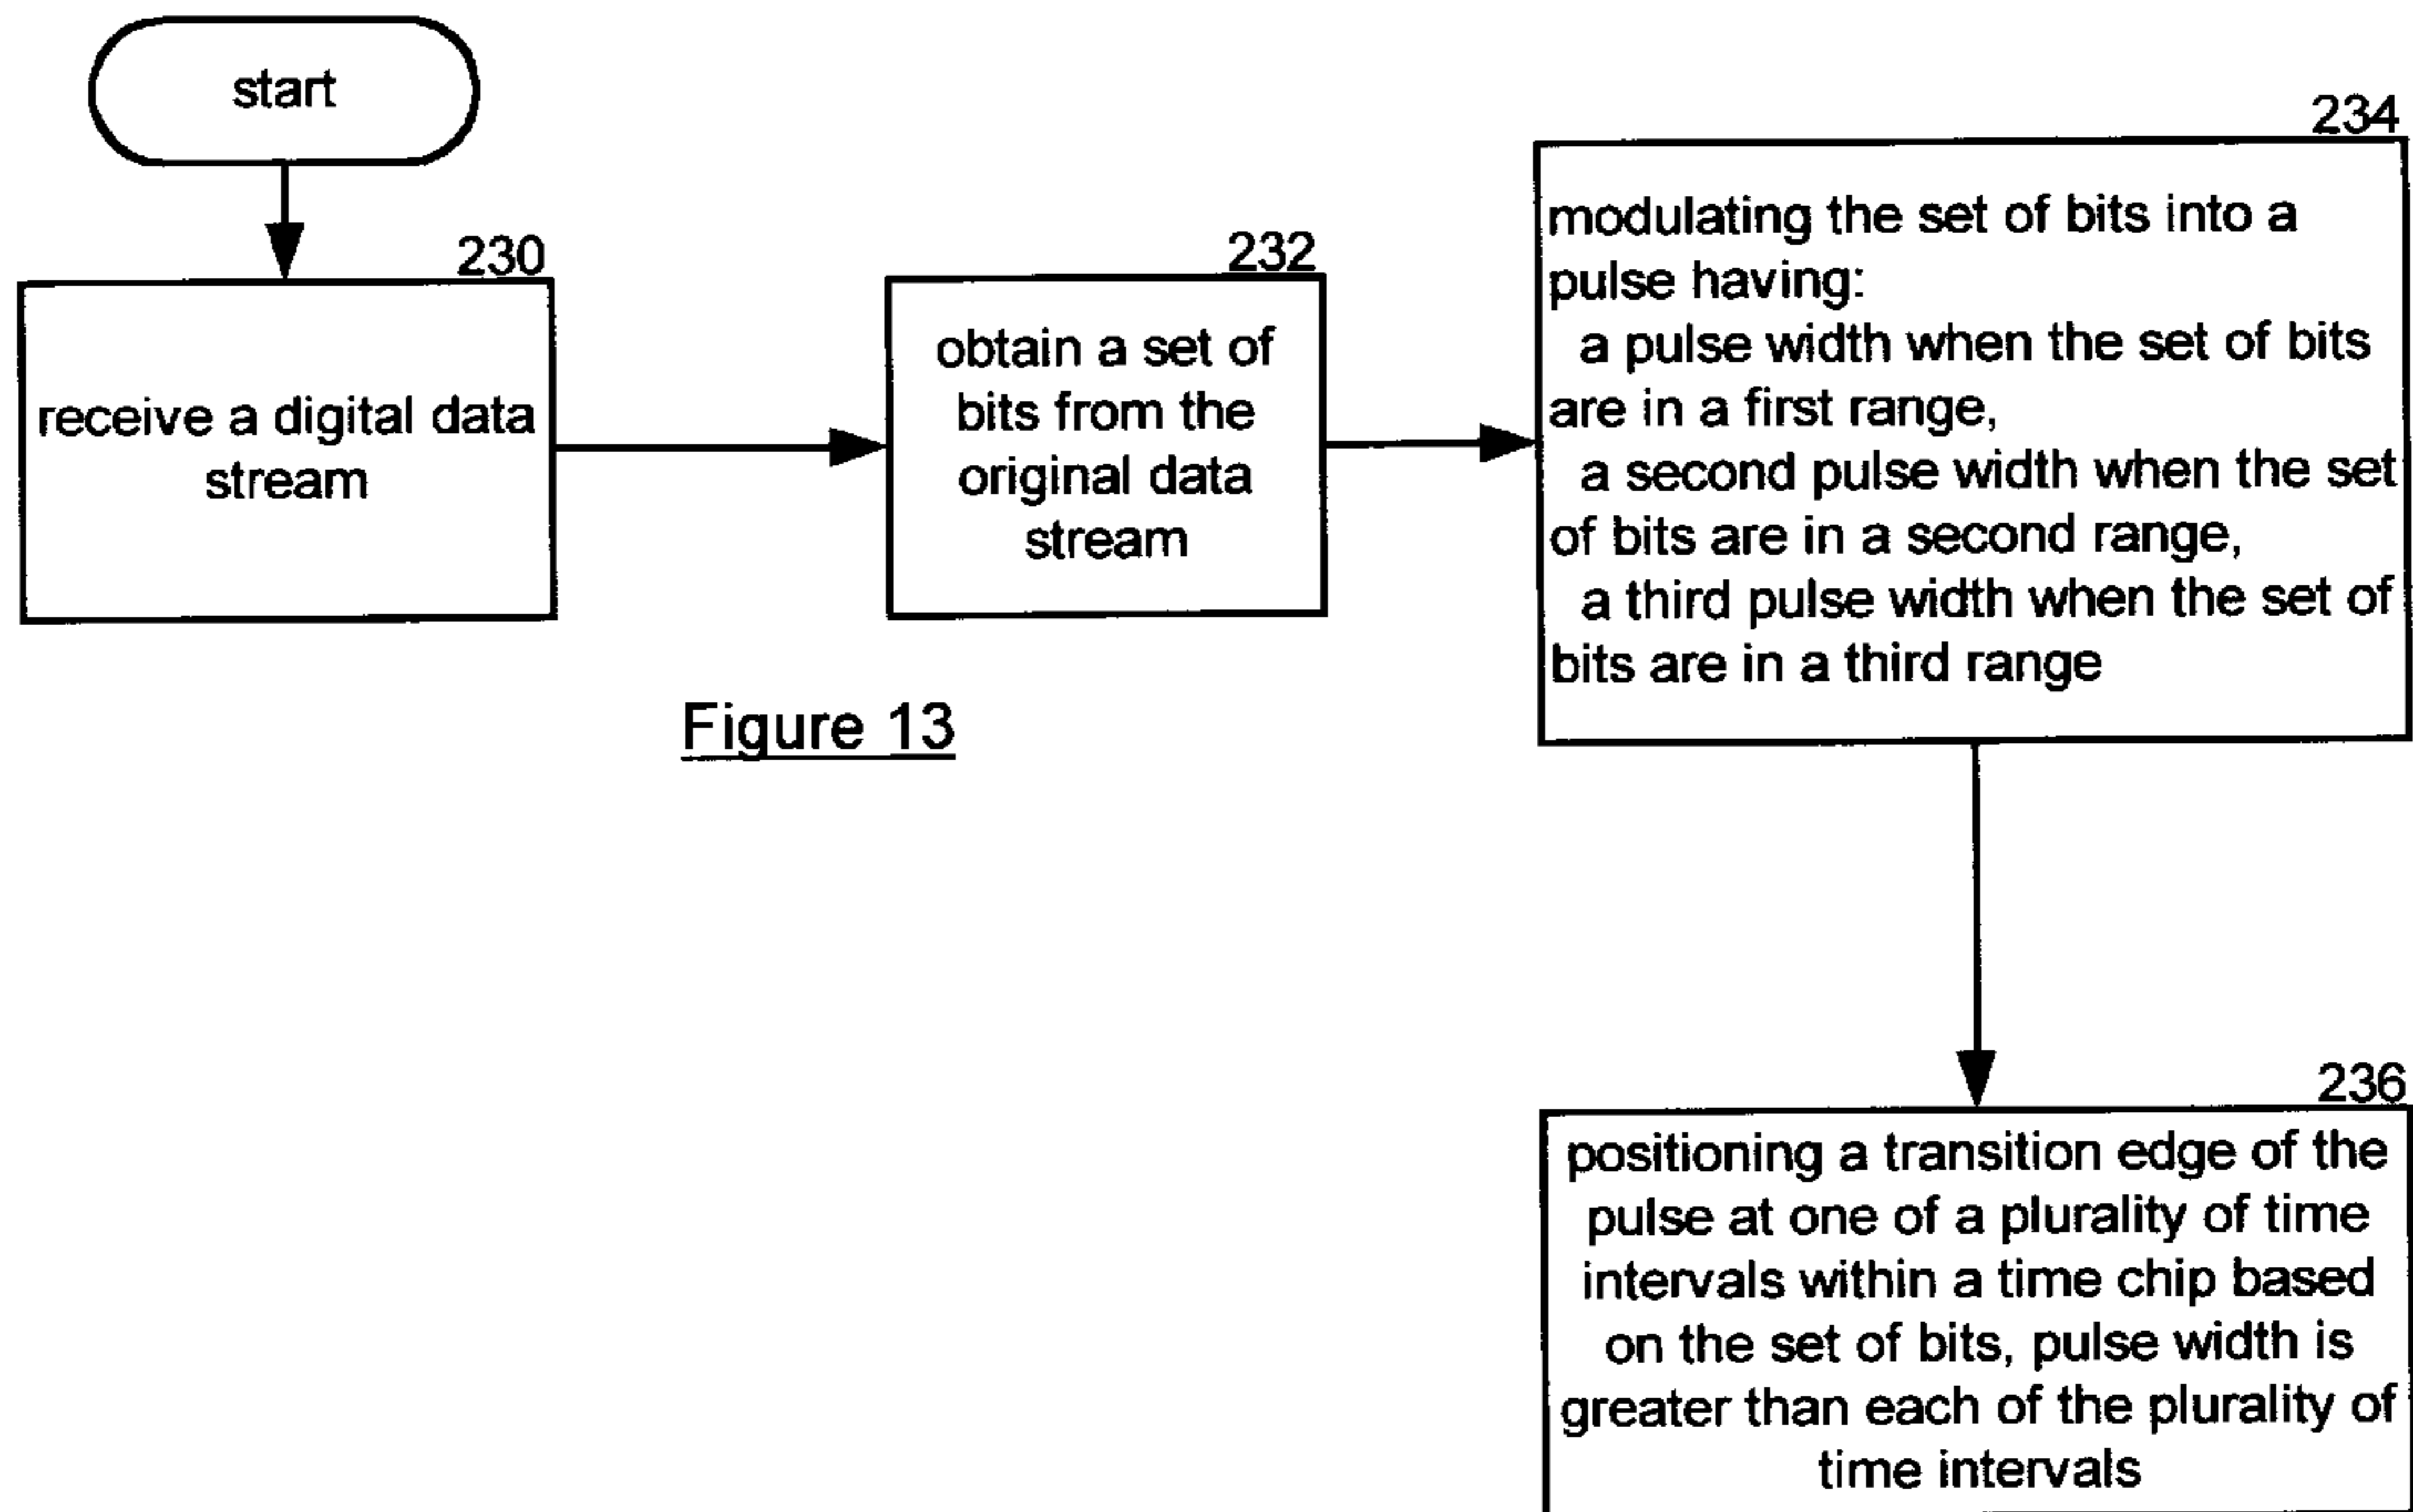 start
230
receive a digital data
stream
232
obtain a set of
bits from the
original data
stream
234
modulating the set of bits into a
pulse having:
a pulse width when the set of bits
are in a first range,
a second pulse width when the set
of bits are in a second range,
a third pulse width when the set of
bits are in a third range
Figure 13
236
positioning a transition edge of the
pulse at one of a plurality of time
intervals within a time chip based
on the set of bits, pulse width is
greater than each of the plurality of
time intervals